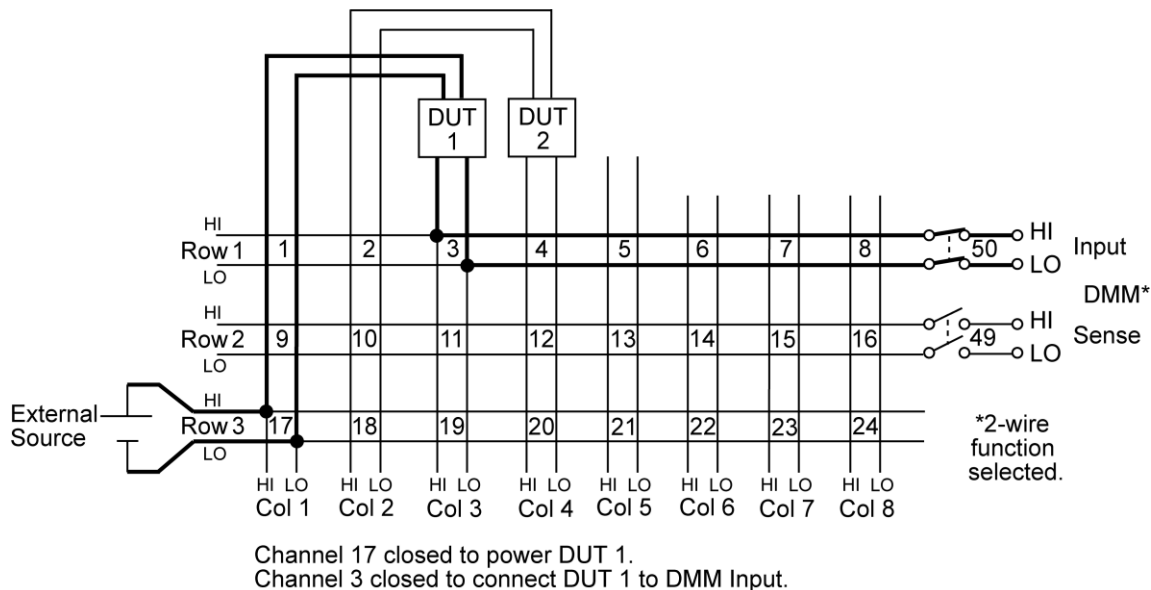 DUT 1
DUT 2
HI
Row 1 1 2 3 4 5 6 7 8 50 HI Input
LO LO
DMM*
HI HI
Row 2 9 10 11 12 13 14 15 16 49 Sense
LO LO
External Source
HI
Row 3 17 18 19 20 21 22 23 24
LO
*2-wire
function
selected.
HI LO HI LO HI LO HI LO HI LO HI LO HI LO HI LO
Col 1 Col 2 Col 3 Col 4 Col 5 Col 6 Col 7 Col 8
Channel 17 closed to power DUT 1.
Channel 3 closed to connect DUT 1 to DMM Input.